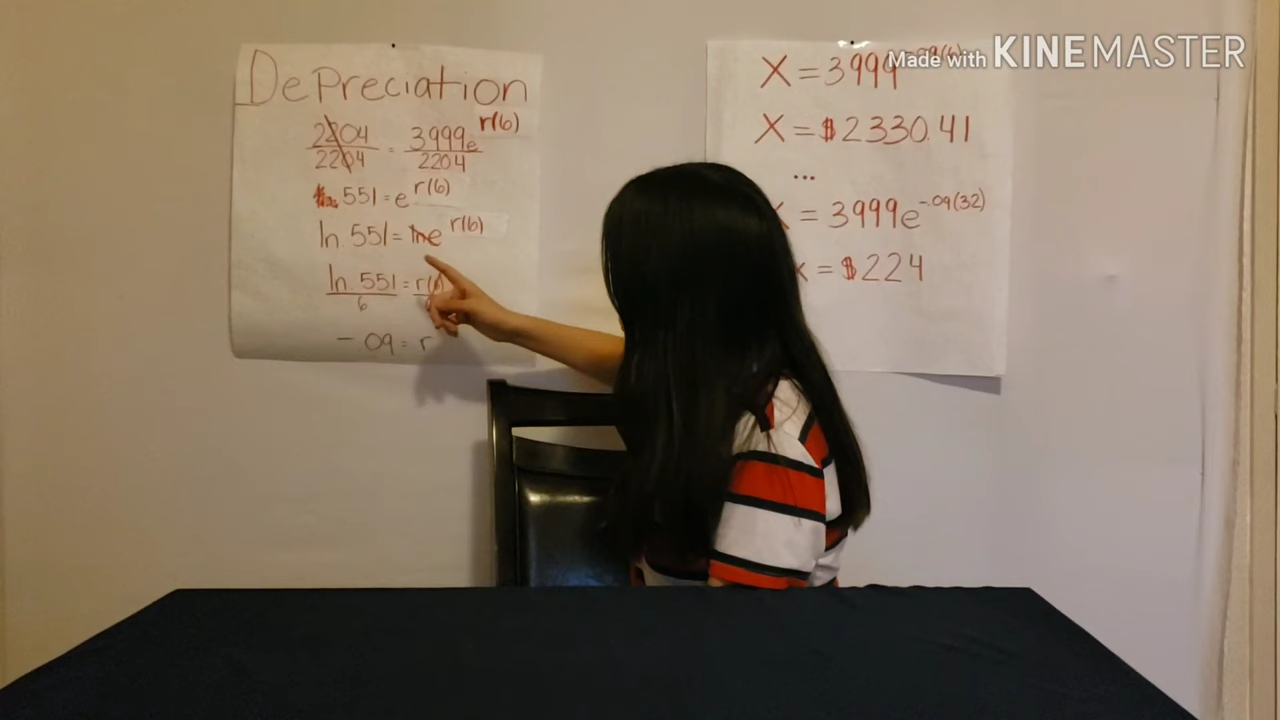 Depreciation
2204/2204 = 3999e^r(6)/2204
.551 = e^r(6)
ln .551 = lne^r(6)
ln .551/6 = r(6)
-.09 = r
Made with KINEMASTER
X = 3999
X = $2330.41
...
= 3999e^-.09(32)
x = $224